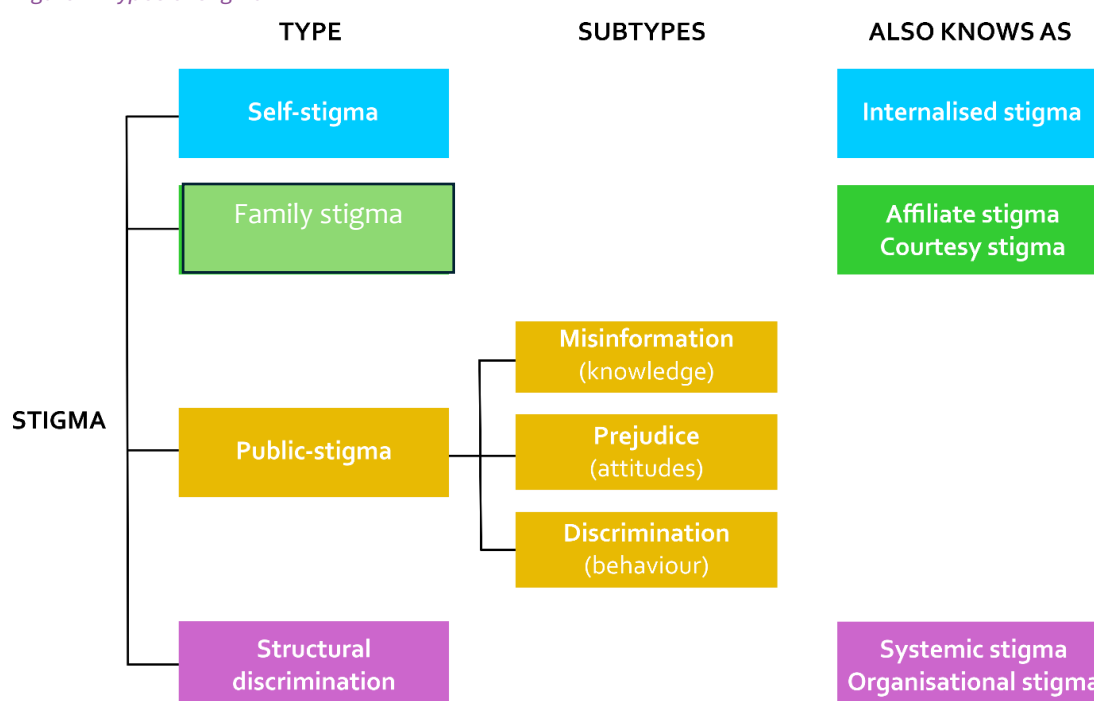 TYPE SUBTYPES ALSO KNOWS AS
Self-stigma Internalised stigma
Family stigma Affiliate stigma
Courtesy stigma
Misinformation
(knowledge)
STIGMA
Public-stigma
Prejudice
(attitudes)
Discrimination
(behaviour)
Structural
discrimination
Systemic stigma
Organisational stigma